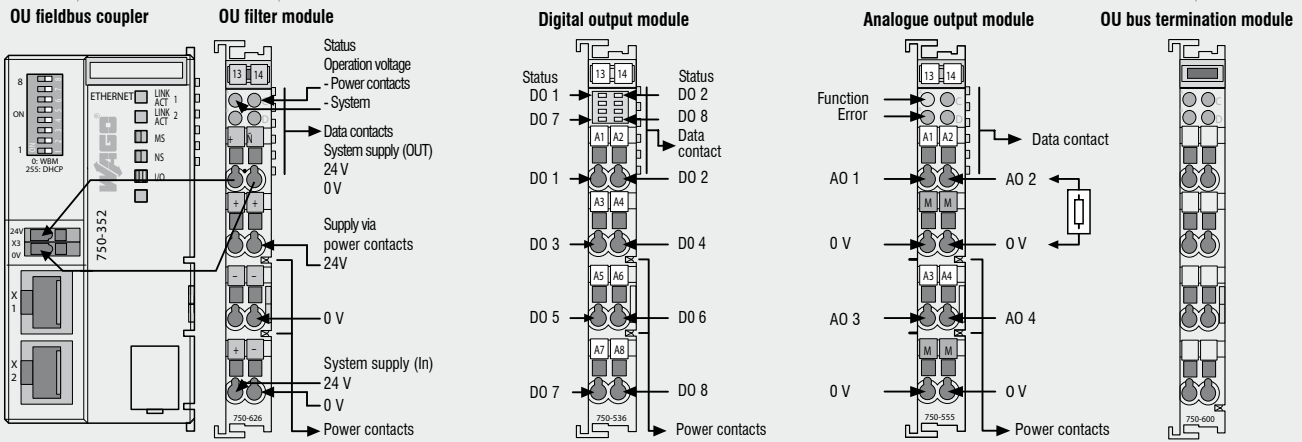 OU fieldbus coupler
8
ON
1
0: WBM
255: DHCP
ETHERNET
LINK
ACT 1
LINK
ACT 2
MS
NS
I/O
WAGO®
750-352
24V
X3
0V
X
1
X
2
OU filter module
13 14
Status
Operation voltage
- Power contacts
- System
Data contacts
System supply (OUT)
24 V
0 V
+ +
Supply via
power contacts
24V
- -
0 V
+ -
System supply (In)
24 V
0 V
750-626
Power contacts
Digital output module
13 14
Status
DO 1
DO 7
Status
DO 2
DO 8
Data
contact
A1 A2
DO 1
DO 2
A3 A4
DO 3
DO 4
A5 A6
DO 5
DO 6
A7 A8
DO 7
DO 8
750-536
Power contacts
Analogue output module
13 14
Function
Error
A1 A2
Data contact
AO 1
AO 2
M M
0 V
0 V
A3 A4
AO 3
AO 4
M M
0 V
0 V
750-555
Power contacts
OU bus termination module
750-600